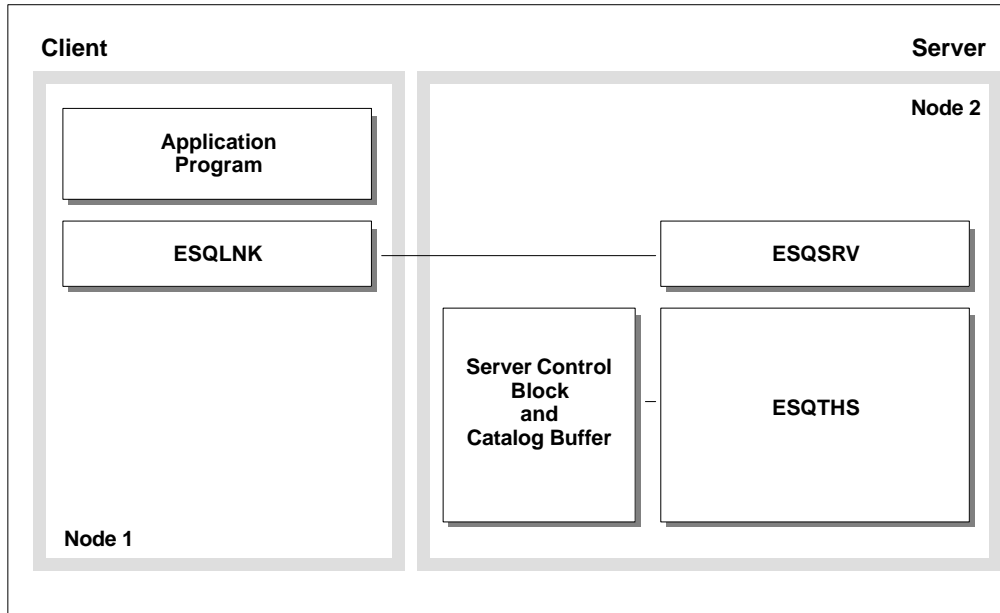 Client
Server
Node 2
Application
Program
ESQLNK
ESQSRV
Server Control
Block
and
Catalog Buffer
ESQTHS
Node 1